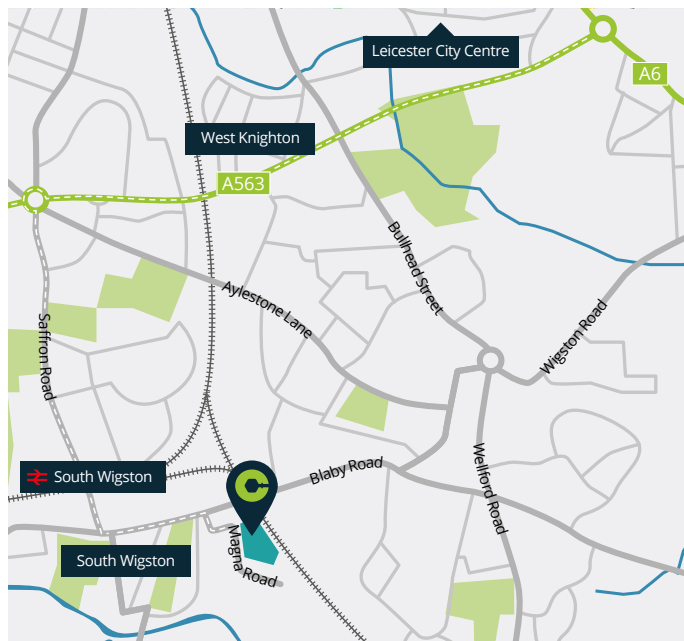 Leicester City Centre
A6
West Knighton
A563
Bullhead Street
Aylestone Lane
Saffron Road
Wigston Road
Blaby Road
Wellford Road
South Wigston
Magna Road
South Wigston